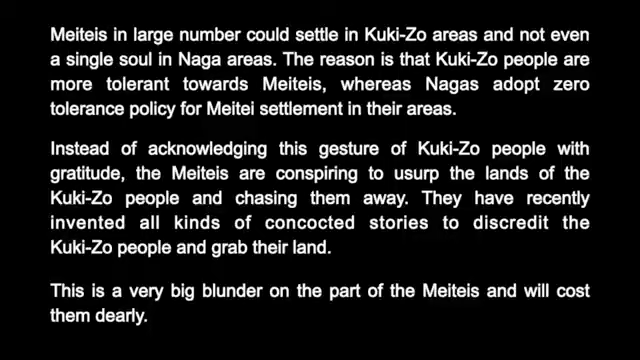 Meiteis in large number could settle in Kuki-Zo areas and not even
a single soul in Naga areas. The reason is that Kuki-Zo people are
more tolerant towards Meiteis, whereas Nagas adopt zero
tolerance policy for Meitei settlement in their areas.
Instead of acknowledging this gesture of Kuki-Zo people with
gratitude, the Meiteis are conspiring to usurp the lands of the
Kuki-Zo people and chasing them away. They have recently
invented all kinds of concocted stories to discredit the
Kuki-Zo people and grab their land.
This is a very big blunder on the part of the Meiteis and will cost
them dearly.